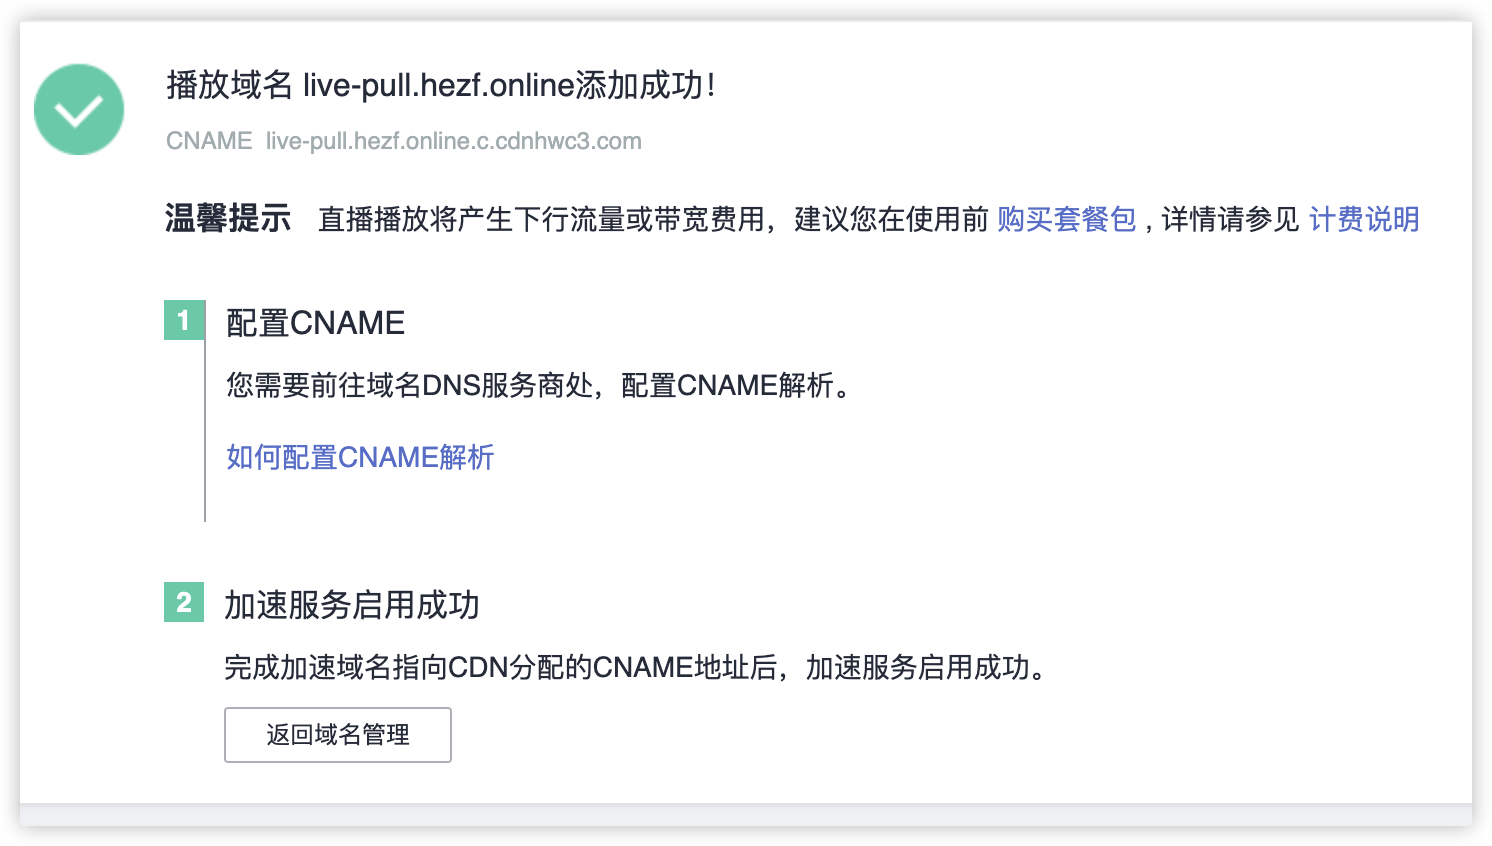 播放域名 live-pull.hezf.online添加成功！
CNAME live-pull.hezf.online.c.cdnhwc3.com
温馨提示 直播播放将产生下行流量或带宽费用，建议您在使用前 购买套餐包 , 详情请参见 计费说明
1 配置CNAME
您需要前往域名DNS服务商处，配置CNAME解析。
如何配置CNAME解析
2 加速服务启用成功
完成加速域名指向CDN分配的CNAME地址后，加速服务启用成功。
返回域名管理